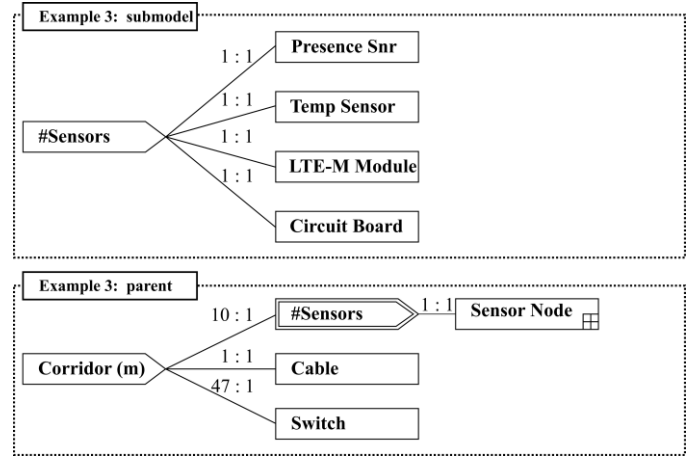 Example 3: submodel
Presence Snr
1 : 1
Temp Sensor
1 : 1
#Sensors
1 : 1
LTE-M Module
1 : 1
Circuit Board
Example 3: parent
10 : 1
#Sensors
1 : 1
Sensor Node
Corridor (m)
1 : 1
Cable
47 : 1
Switch